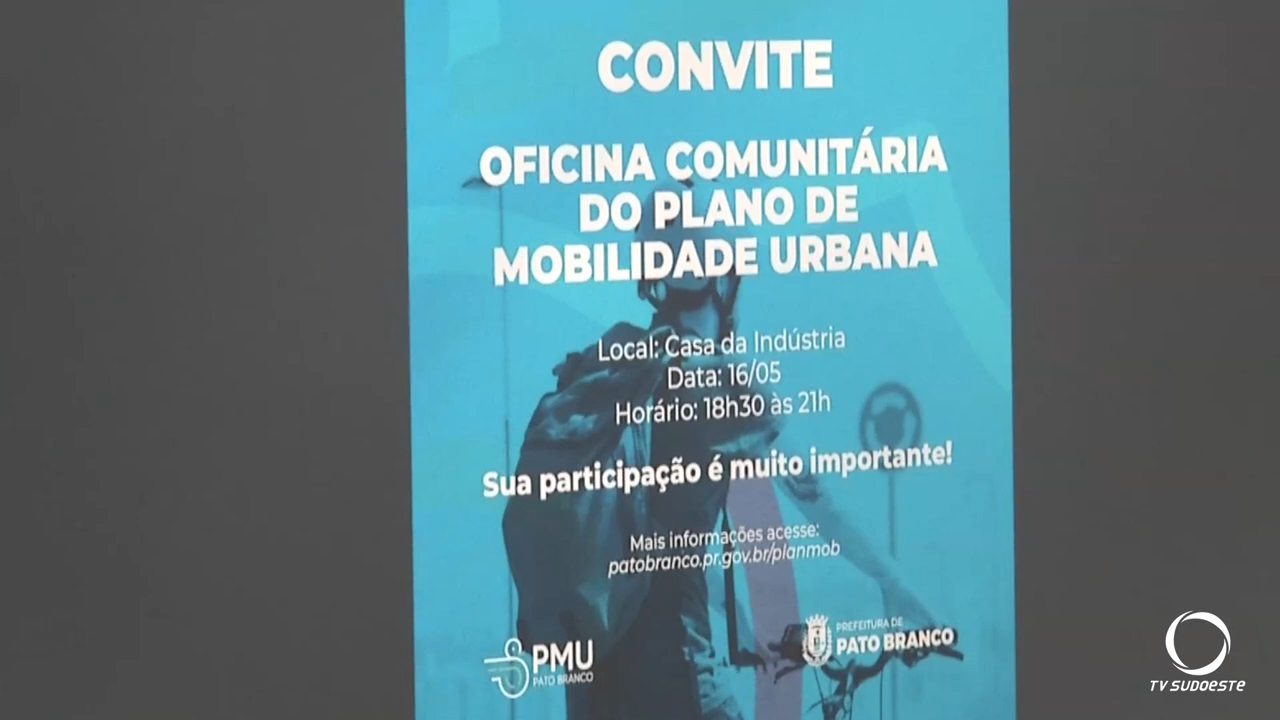 CONVITE
OFICINA COMUNITÁRIA
DO PLANO DE
MOBILIDADE URBANA
Local: Casa da Indústria
Data: 16/05
Horário: 18h30 às 21h
Sua participação é muito importante!
Mais informações acesse:
patobranco.pr.gov.br/planmob
PMU
PATO BRANCO
PREFEITURA DE
PATO BRANCO
TV SUDOESTE